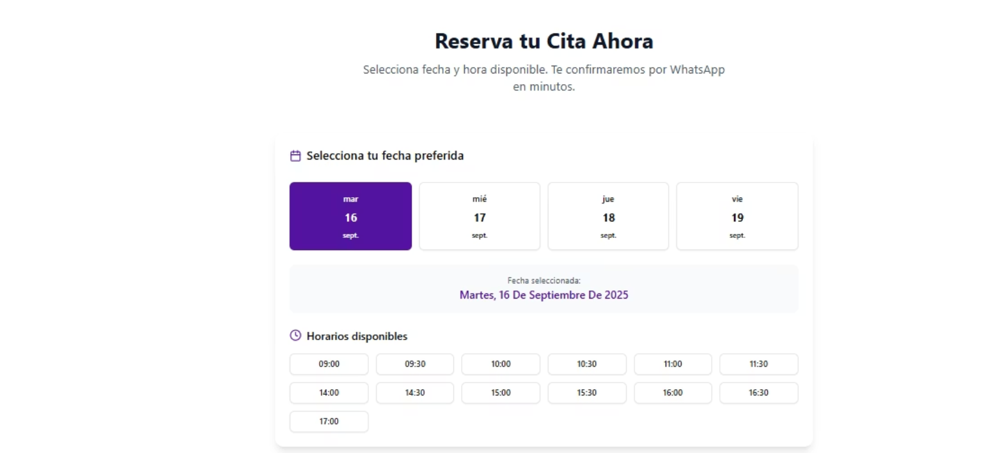 Reserva tu Cita Ahora
Selecciona fecha y hora disponible. Te confirmaremos por WhatsApp
en minutos.
Selecciona tu fecha preferida
mar
16
sept.
mié
17
sept.
jue
18
sept.
vie
19
sept.
Fecha seleccionada:
Martes, 16 De Septiembre De 2025
Horarios disponibles
09:00 09:30 10:00 10:30 11:00 11:30
14:00 14:30 15:00 15:30 16:00 16:30
17:00